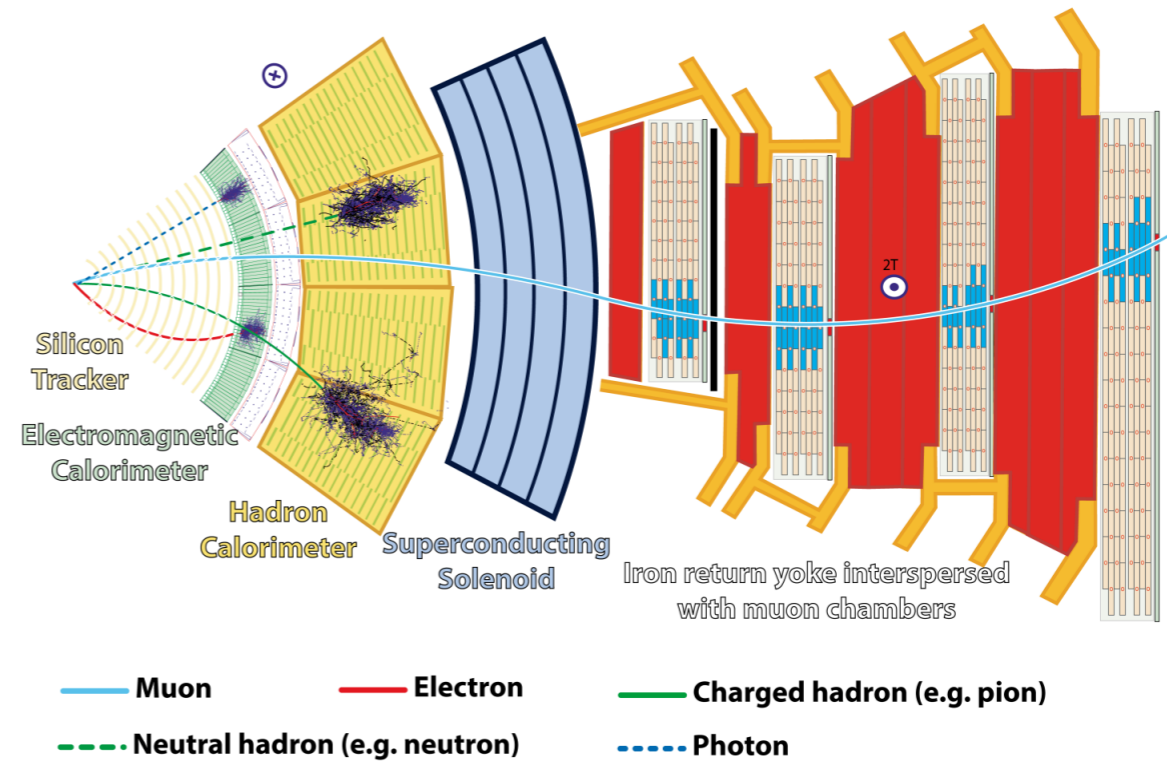 2T
Silicon
Tracker
Electromagnetic
Calorimeter
Hadron
Calorimeter
Superconducting
Solenoid
Iron return yoke interspersed
with muon chambers
Muon
Electron
Charged hadron (e.g. pion)
Neutral hadron (e.g. neutron)
Photon